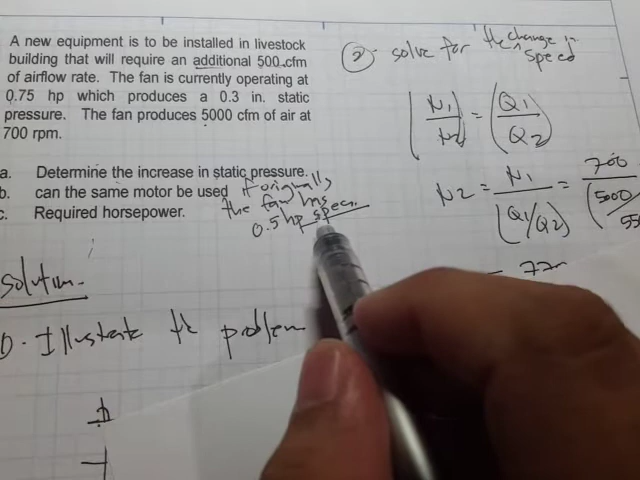 A new equipment is to be installed in livestock
building that will require an additional 500 cfm
of airflow rate. The fan is currently operating at
0.75 hp which produces a 0.3 in. static
pressure. The fan produces 5000 cfm of air at
700 rpm.
a. Determine the increase in static pressure.
b. can the same motor be used if originally
the fan has
0.5 hp spec.
c. Required horsepower.
solution.
1). Illustrate the problem
2). solve for the change in
speed
(N1/N2) = (Q1/Q2)
N2 = N1/(Q1/Q2) = 700/(5000/55
= 770